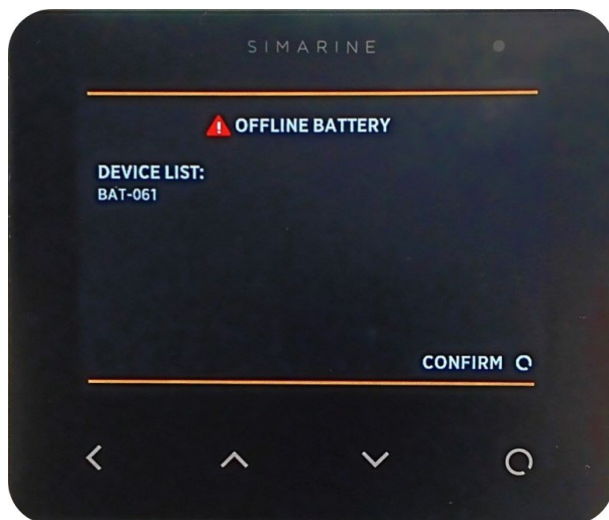 SIMARINE
OFFLINE BATTERY
DEVICE LIST:
BAT-061
CONFIRM